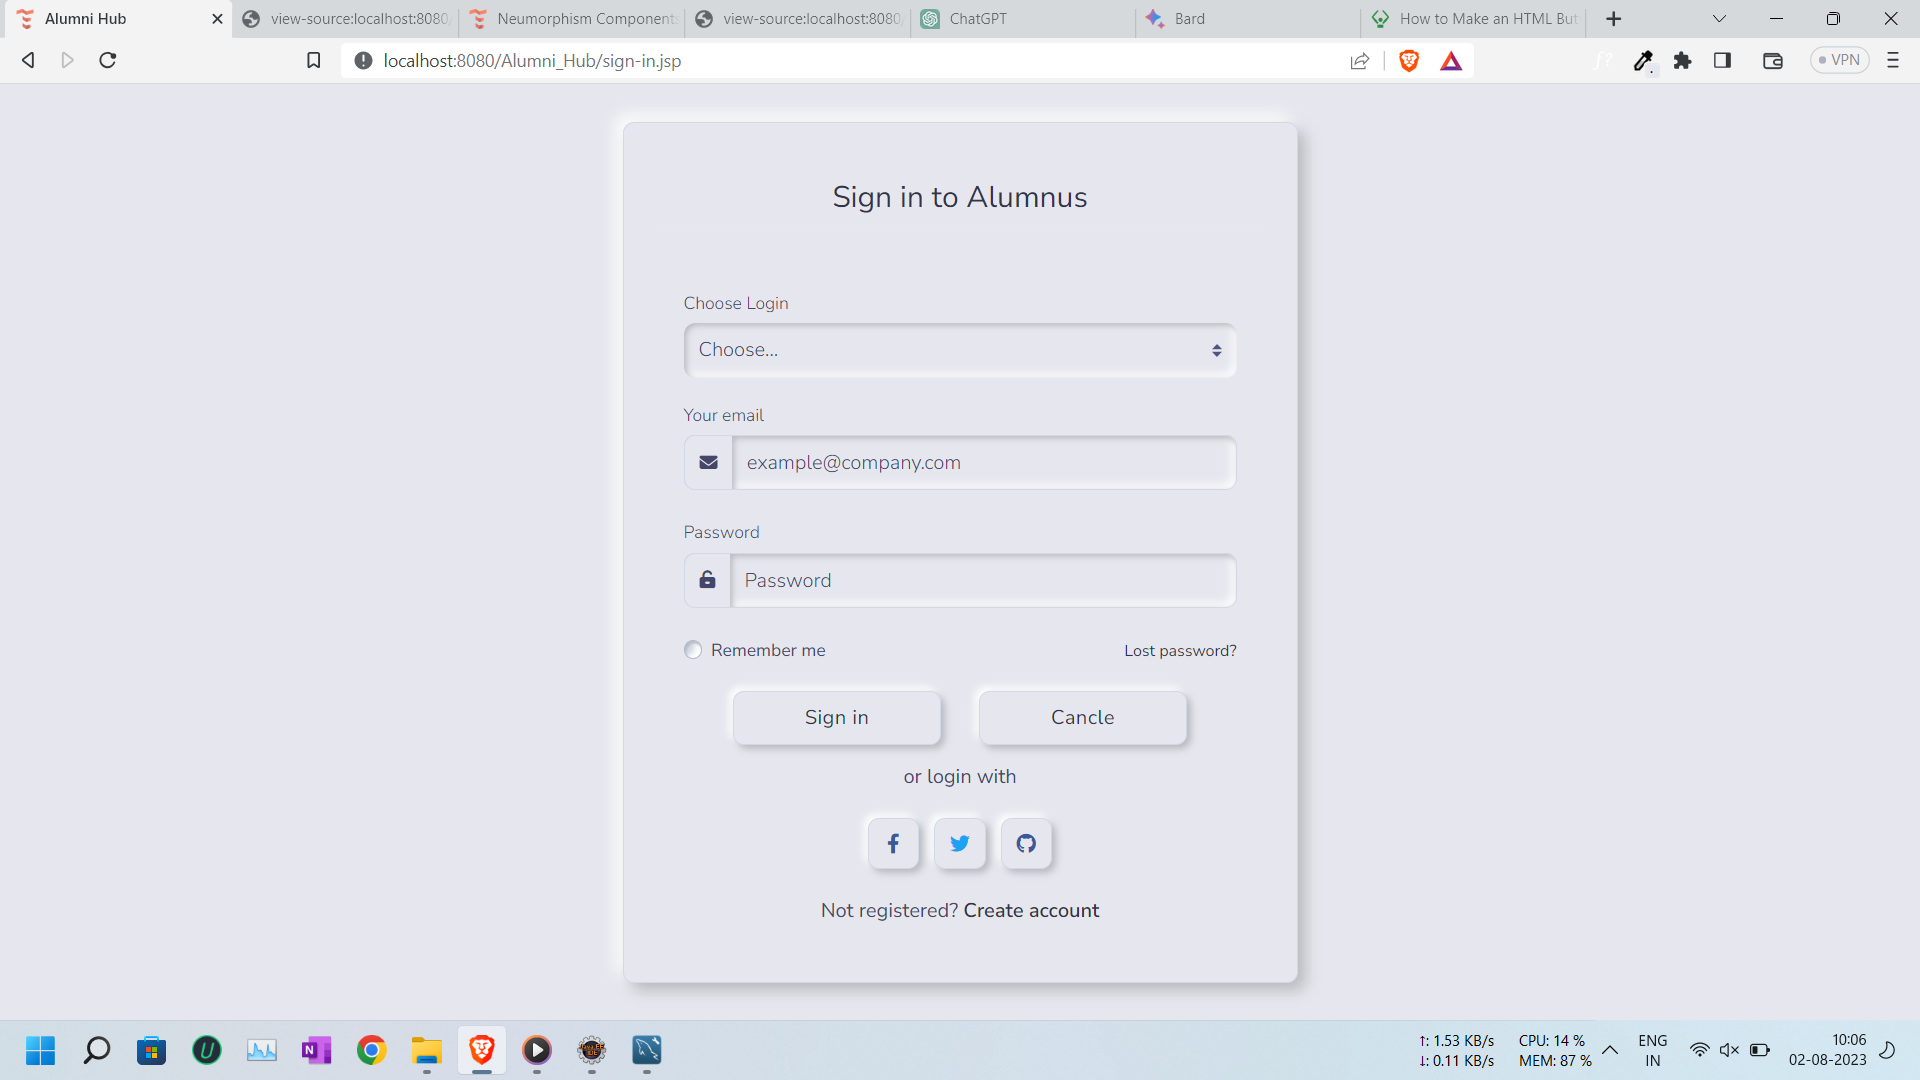 Alumni Hub
view-source:localhost:8080/
Neumorphism Component
view-source:localhost:8080/
ChatGPT
Bard
How to Make an HTML But
localhost:8080/Alumni_Hub/sign-in.jsp
f?
VPN
Sign in to Alumnus
Choose Login
Choose...
Your email
example@company.com
Password
Password
Remember me
Lost password?
Sign in
Cancle
or login with
Not registered? Create account
U
N
↑: 1.53 KB/s
↓: 0.11 KB/s
CPU: 14 %
MEM: 87 %
ENG
IN
10:06
02-08-2023